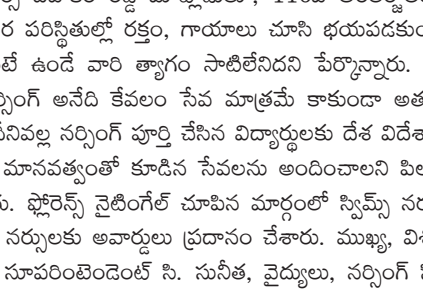 ర పరిస్థితుల్లో రక్తం, గాయాలు చూసి భయపడకుం
టే ఉండే వారి త్యాగం సాటిలేనిదని పేర్కొన్నారు.
ర్సింగ్ అనేది కేవలం సేవ మాత్రమే కాకుండా అత
నివల్ల నర్సింగ్ పూర్తి చేసిన విద్యార్థులకు దేశ విదేశ
మానవత్వంతో కూడిన సేవలను అందించాలని పిల
రు. ఫ్లోరెన్స్ నైటింగేల్ చూపిన మార్గంలో స్విమ్స్ నర
నర్సులకు అవార్డులు ప్రదానం చేశారు. ముఖ్య, విశ
సూపరింటెండెంట్ సి. సునీత, వైద్యులు, నర్సింగ్